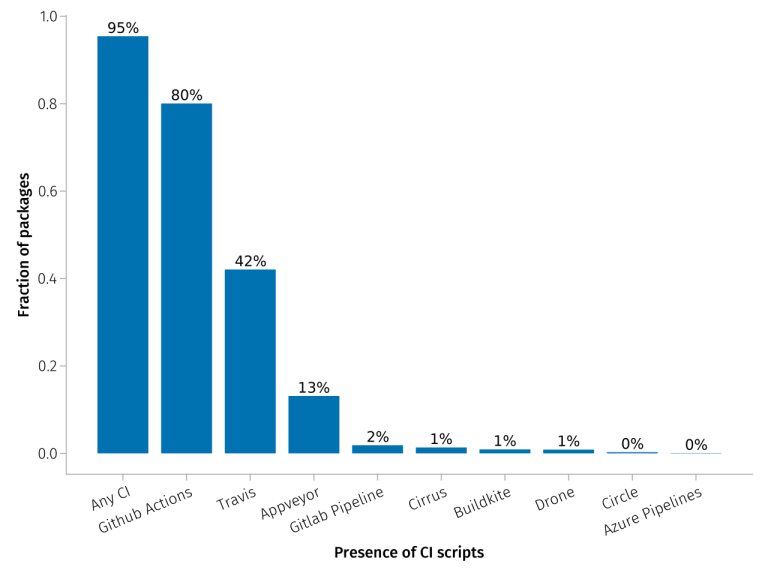 1.0
0.8
0.6
0.4
0.2
0.0
Fraction of packages
95%
80%
42%
13%
2%
1%
1%
1%
0%
0%
Any CI
Github Actions
Travis
Appveyor
Gitlab Pipeline
Cirrus
Buildkite
Drone
Circle
Azure Pipelines
Presence of CI scripts